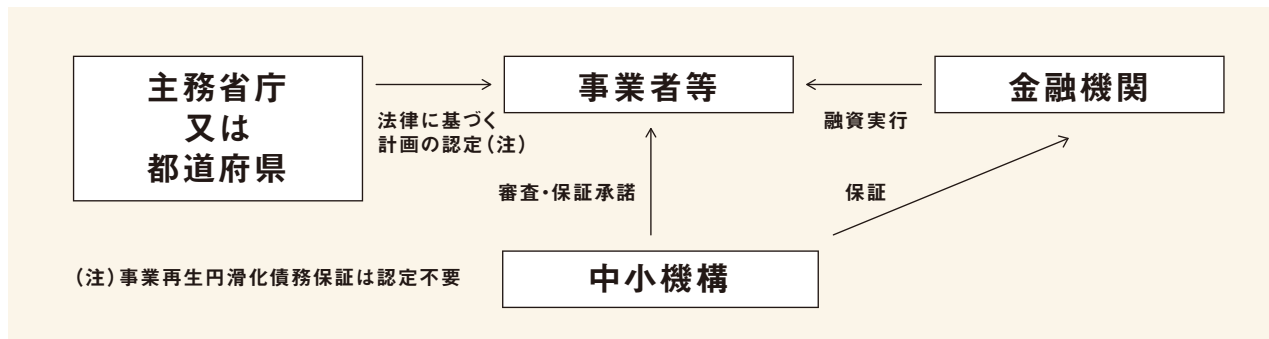 主務省庁
又は
都道府県
法律に基づく
計画の認定(注)
事業者等
融資実行
金融機関
審査・保証承諾
保証
中小機構
(注)事業再生円滑化債務保証は認定不要